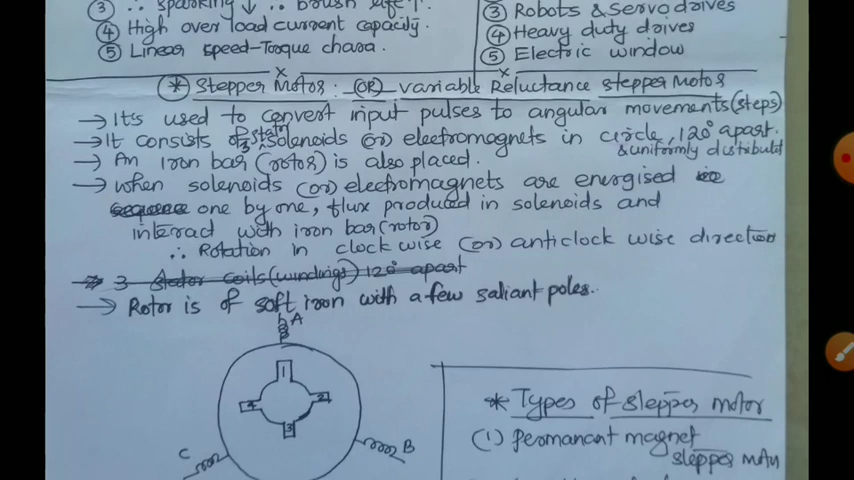 ③ ∴ sparking ↓ ∴ brush life ↑
④ High over load current capacity.
⑤ Linear speed-Torque chara.
③ Robots & Servo drives
④ Heavy duty drives
⑤ Electric window
* Stepper Motor: (OR) variable Reluctance stepper Motor
→ It's used to convert input pulses to angular movements (steps)
→ It consists of 3 stator solenoids (or) electromagnets in circle, 120° apart.
& uniformly distribut
→ An iron bar (rotor) is also placed.
→ when solenoids (or) electromagnets are energised
one by one, flux produced in solenoids and
interact with iron bar (rotor)
∴ Rotation in clock wise (or) anticlock wise direction
→ 3 Stator coils (windings) 120° apart
→ Rotor is of soft iron with a few saliant poles.
A
1
4 2
3
C B
* Types of stepper motor
(1) permanant magnet
stepper motor